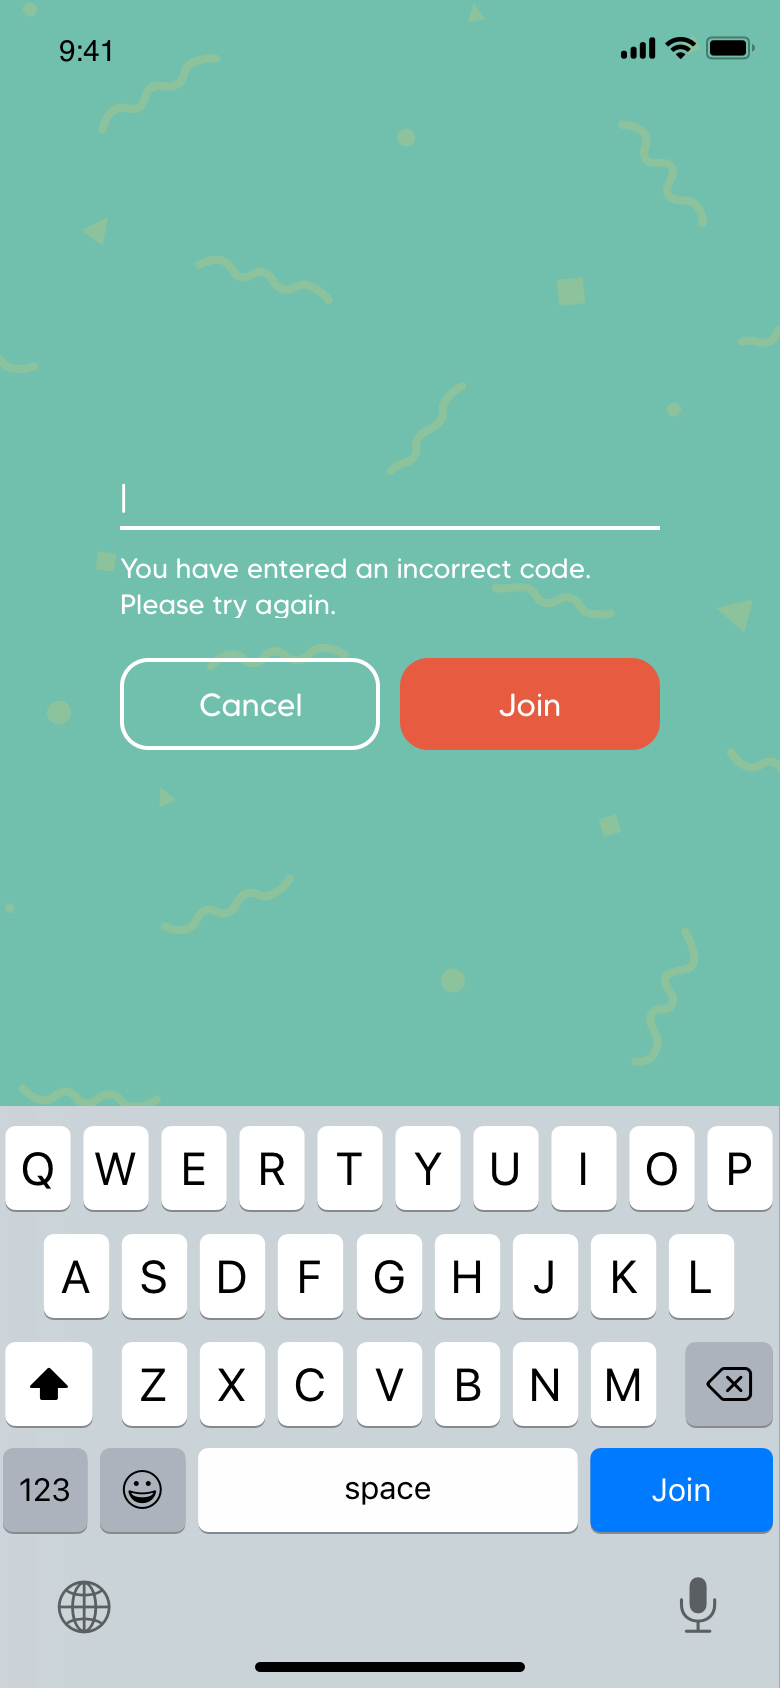 9:41
You have entered an incorrect code.
Please try again.
Cancel
Join
Q W E R T Y U I O P
A S D F G H J K L
Z X C V B N M
123
space
Join